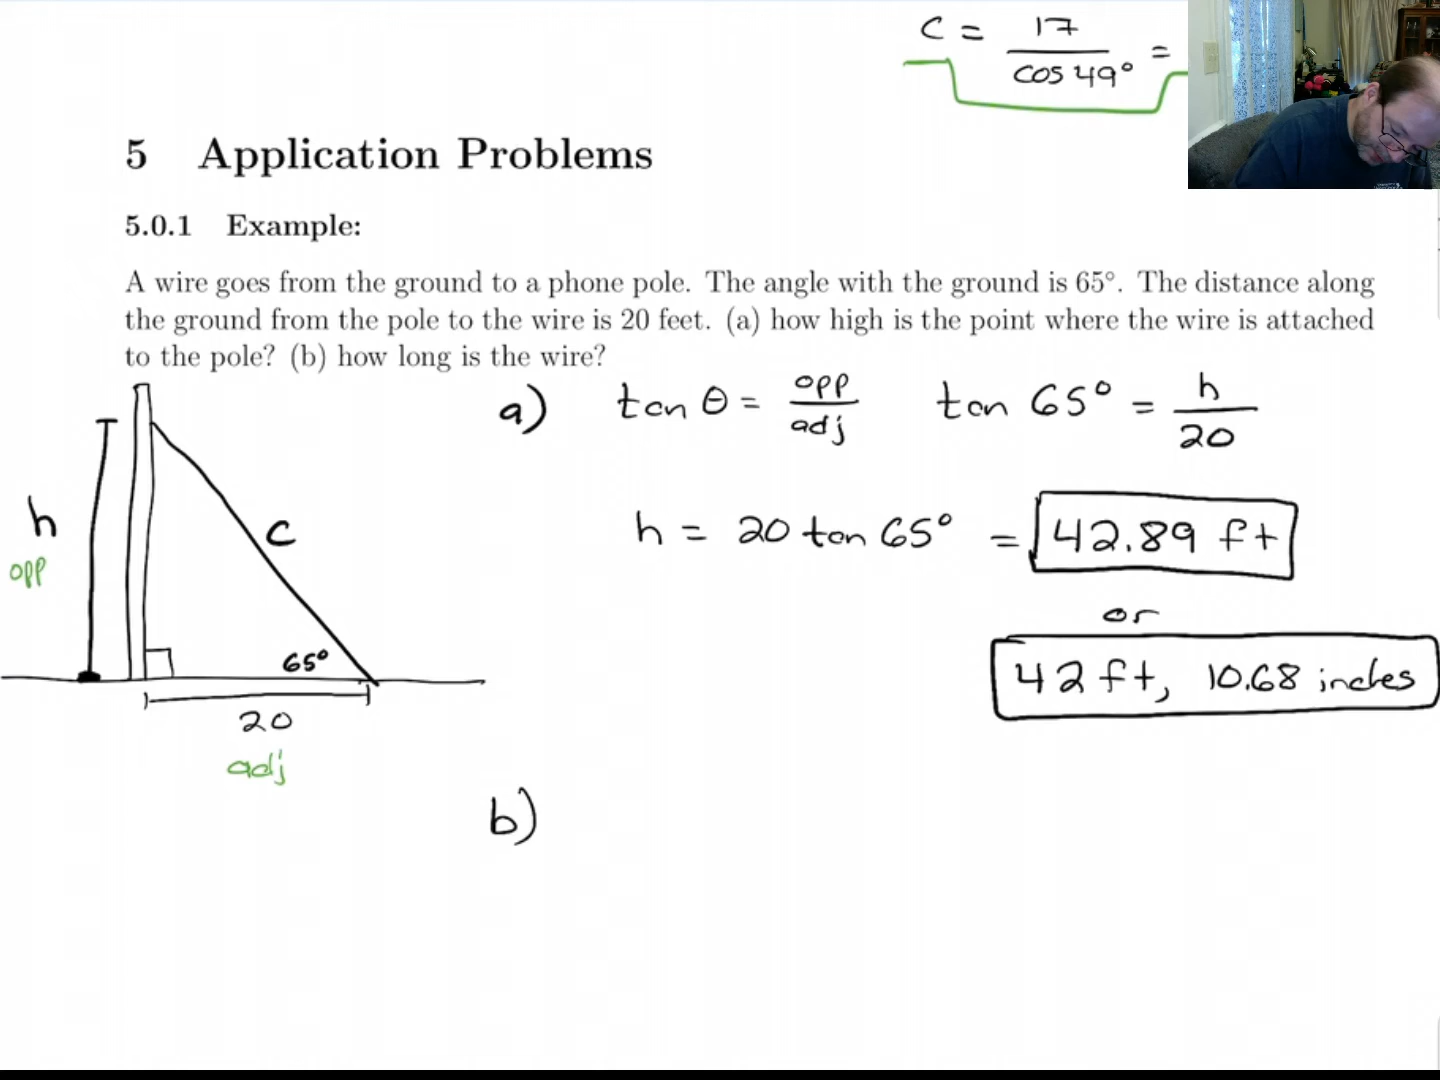 c = 17 / cos 49° =
5 Application Problems
5.0.1 Example:
A wire goes from the ground to a phone pole. The angle with the ground is 65°. The distance along
the ground from the pole to the wire is 20 feet. (a) how high is the point where the wire is attached
to the pole? (b) how long is the wire?
a) tan θ = opp / adj tan 65° = h / 20
h = 20 tan 65° = 42.89 ft
or
42 ft, 10.68 inches
h
opp
c
65°
20
adj
b)